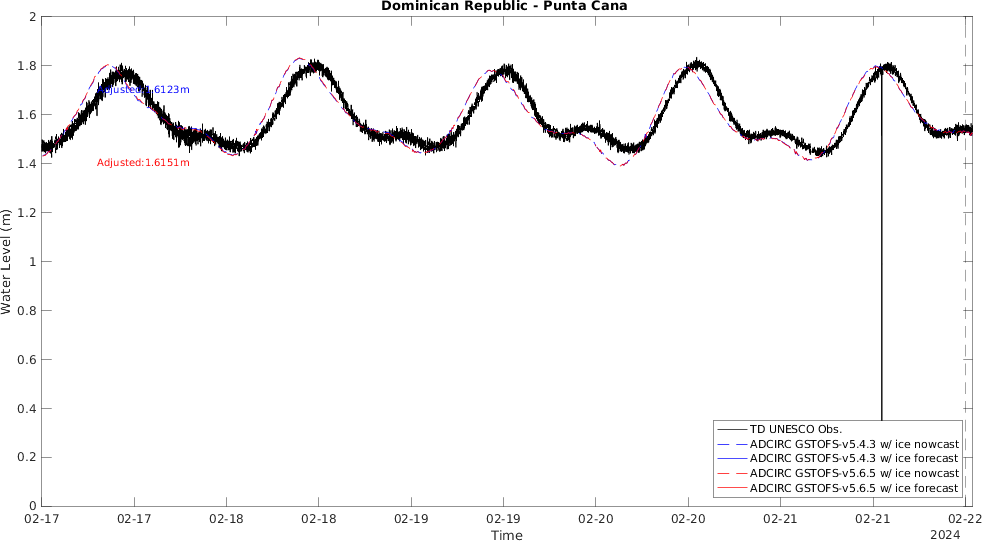 Dominican Republic - Punta Cana
2
1.8
1.6
1.4
1.2
1
0.8
0.6
0.4
0.2
0
Water Level (m)
Adjusted:1.6123m
Adjusted:1.6151m
TD UNESCO Obs.
ADCIRC GSTOFS-v5.4.3 w/ ice nowcast
ADCIRC GSTOFS-v5.4.3 w/ ice forecast
ADCIRC GSTOFS-v5.6.5 w/ ice nowcast
ADCIRC GSTOFS-v5.6.5 w/ ice forecast
02-17 02-17 02-18 02-18 02-19 02-19 02-20 02-20 02-21 02-21 02-22
Time
2024